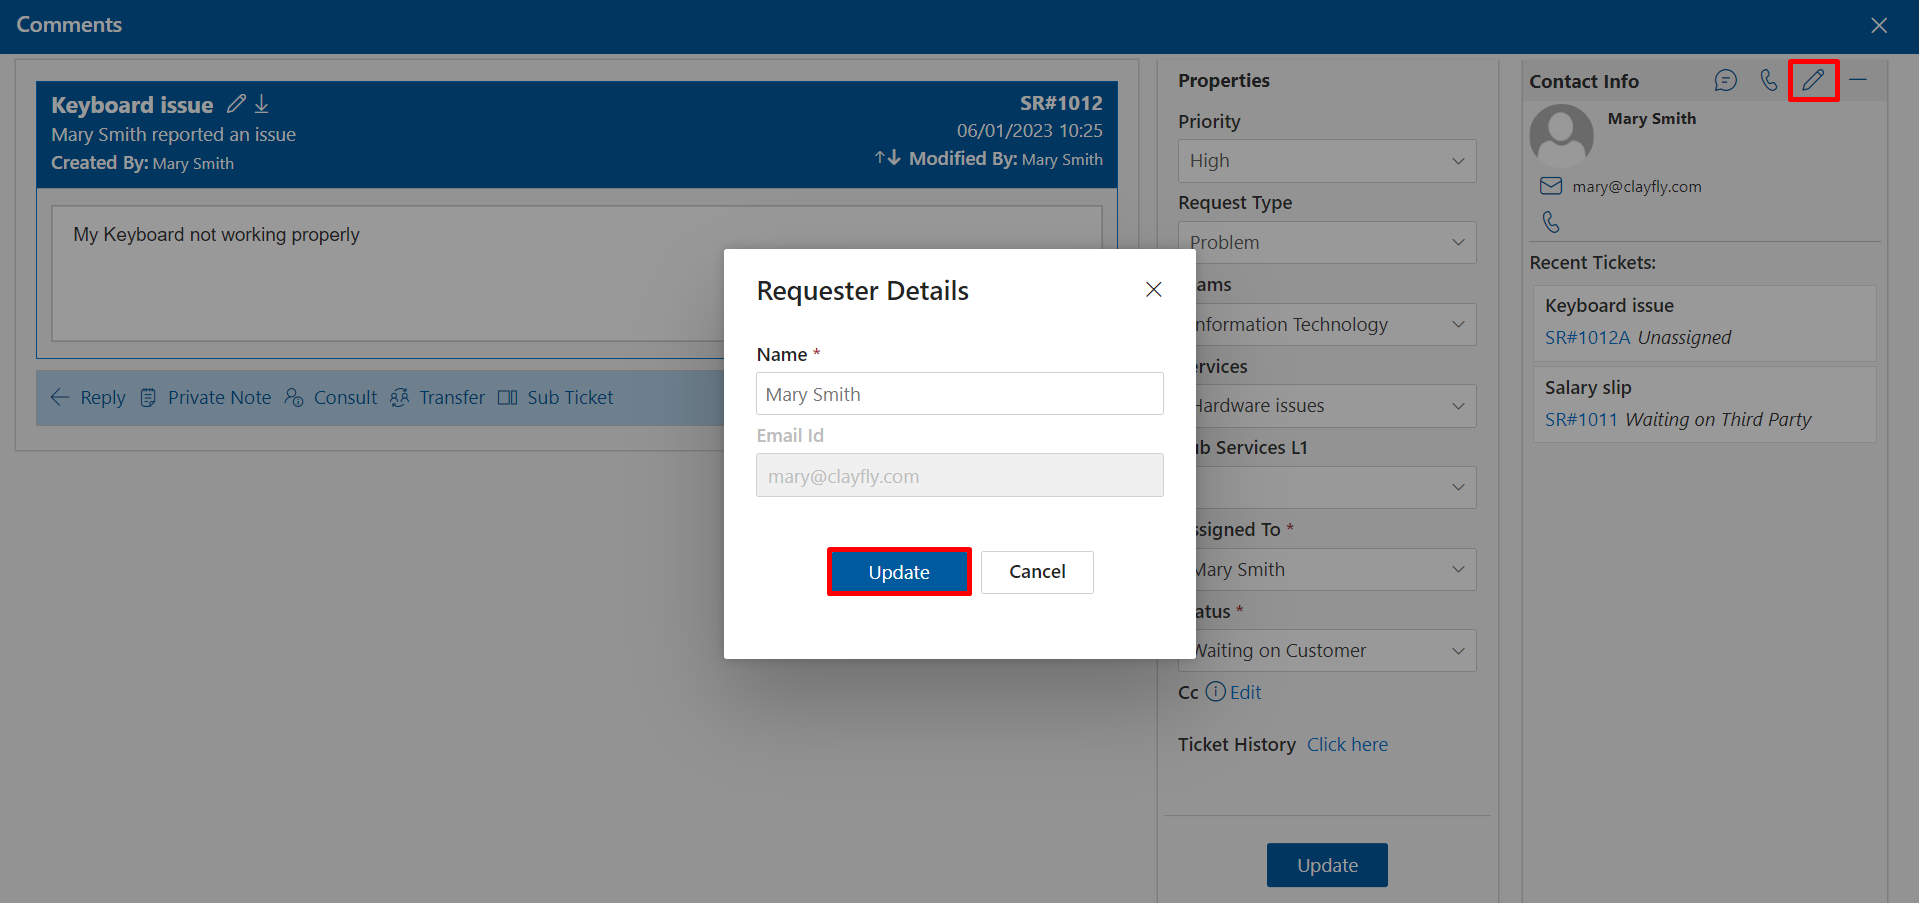 Comments
Keyboard issue
SR#1012
Mary Smith reported an issue
06/01/2023 10:25
Created By: Mary Smith
Modified By: Mary Smith
My Keyboard not working properly
Reply
Private Note
Consult
Transfer
Sub Ticket
Requester Details
Name *
Mary Smith
Email Id
mary@clayfly.com
Update
Cancel
Properties
Priority
High
Request Type
Problem
ams
nformation Technology
rvices
Hardware issues
b Services L1
ssigned To *
Mary Smith
atus *
Waiting on Customer
Cc
Edit
Ticket History Click here
Update
Contact Info
Mary Smith
mary@clayfly.com
Recent Tickets:
Keyboard issue
SR#1012A Unassigned
Salary slip
SR#1011 Waiting on Third Party